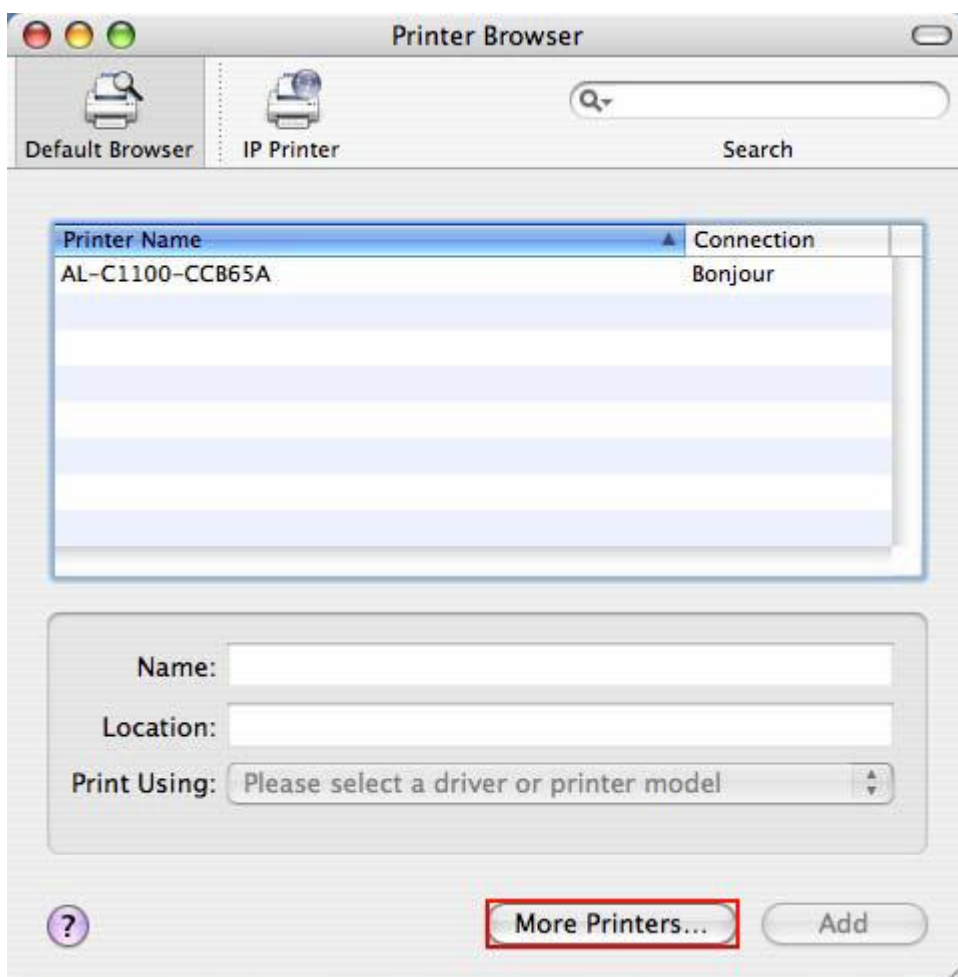 Printer Browser
Default Browser
IP Printer
Search
Printer Name Connection
AL-C1100-CCB65A Bonjour
Name:
Location:
Print Using: Please select a driver or printer model
? More Printers... Add